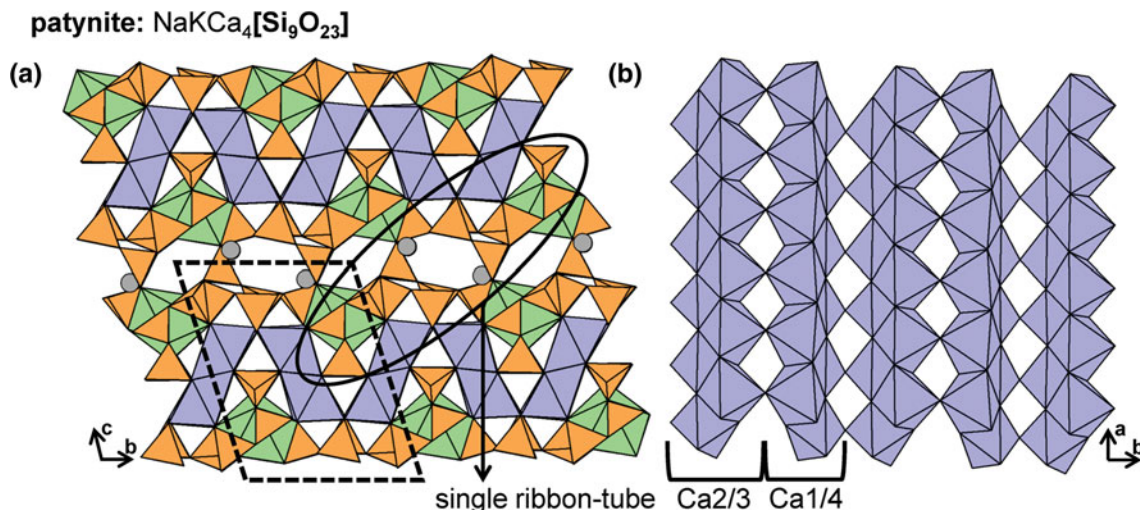 patynite: NaKCa₄[Si₉O₂₃]
(a)
(b)
c
b
single ribbon-tube
Ca2/3
Ca1/4
a
b